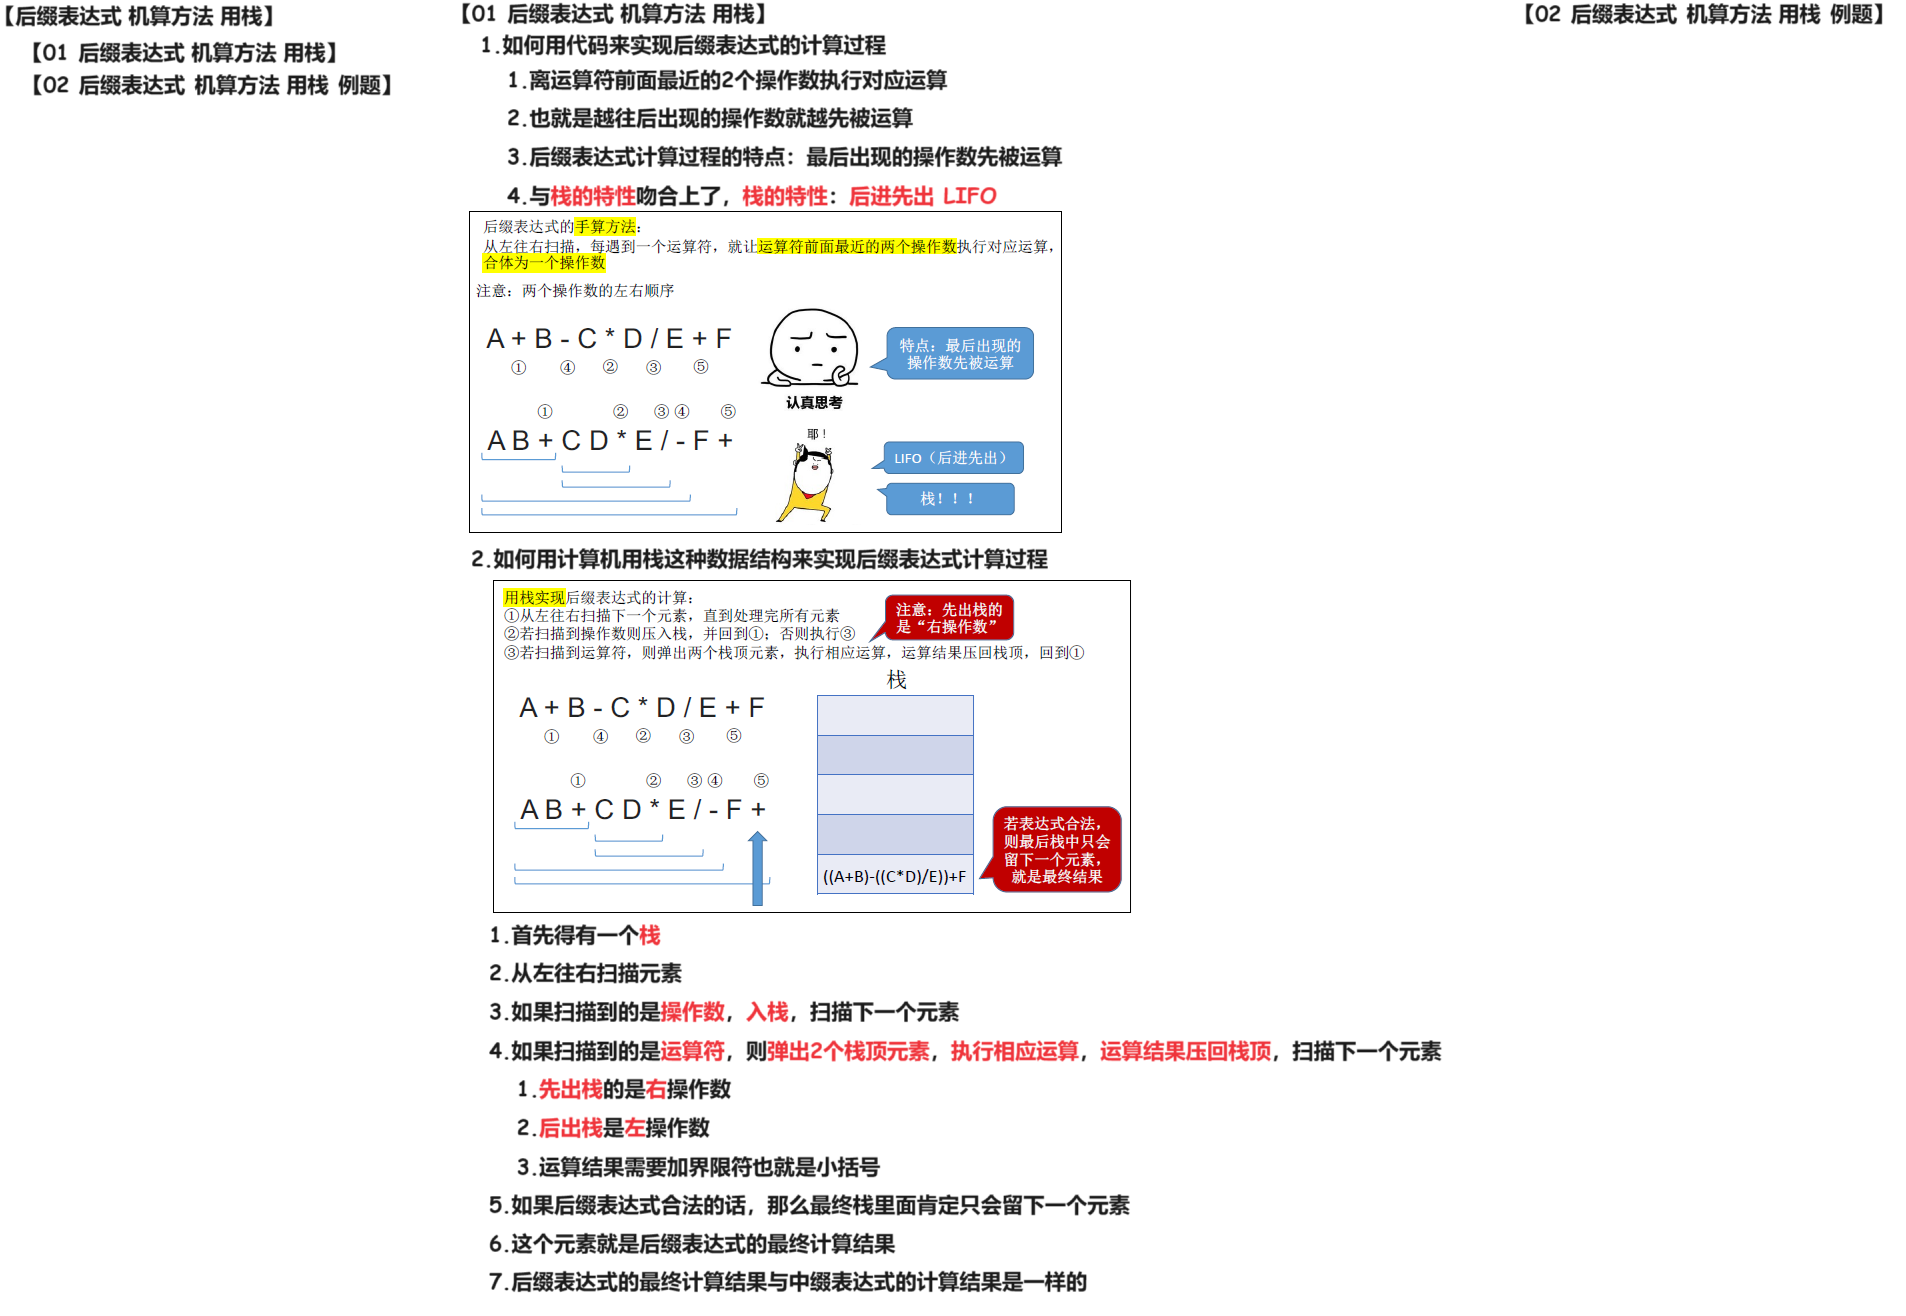 【后缀表达式 机算方法 用栈】
【01 后缀表达式 机算方法 用栈】
【02 后缀表达式 机算方法 用栈 例题】
【01 后缀表达式 机算方法 用栈】
1.如何用代码来实现后缀表达式的计算过程
1.离运算符前面最近的2个操作数执行对应运算
2.也就是越往后出现的操作数就越先被运算
3.后缀表达式计算过程的特点：最后出现的操作数先被运算
4.与栈的特性吻合上了，栈的特性：后进先出 LIFO
后缀表达式的手算方法：
从左往右扫描，每遇到一个运算符，就让运算符前面最近的两个操作数执行对应运算，
合体为一个操作数
注意：两个操作数的左右顺序
A + B - C * D / E + F
① ④ ② ③ ⑤
特点：最后出现的
操作数先被运算
认真思考
① ② ③ ④ ⑤
A B + C D * E / - F +
耶！
LIFO（后进先出）
栈！！！
2.如何用计算机用栈这种数据结构来实现后缀表达式计算过程
用栈实现后缀表达式的计算：
①从左往右扫描下一个元素，直到处理完所有元素
②若扫描到操作数则压入栈，并回到①；否则执行③
③若扫描到运算符，则弹出两个栈顶元素，执行相应运算，运算结果压回栈顶，回到①
注意：先出栈的
是“右操作数”
栈
A + B - C * D / E + F
① ④ ② ③ ⑤
① ② ③ ④ ⑤
A B + C D * E / - F +
((A+B)-((C*D)/E))+F
若表达式合法，
则最后栈中只会
留下一个元素，
就是最终结果
1.首先得有一个栈
2.从左往右扫描元素
3.如果扫描到的是操作数，入栈，扫描下一个元素
4.如果扫描到的是运算符，则弹出2个栈顶元素，执行相应运算，运算结果压回栈顶，扫描下一个元素
1.先出栈的是右操作数
2.后出栈是左操作数
3.运算结果需要加界限符也就是小括号
5.如果后缀表达式合法的话，那么最终栈里面肯定只会留下一个元素
6.这个元素就是后缀表达式的最终计算结果
7.后缀表达式的最终计算结果与中缀表达式的计算结果是一样的
【02 后缀表达式 机算方法 用栈 例题】